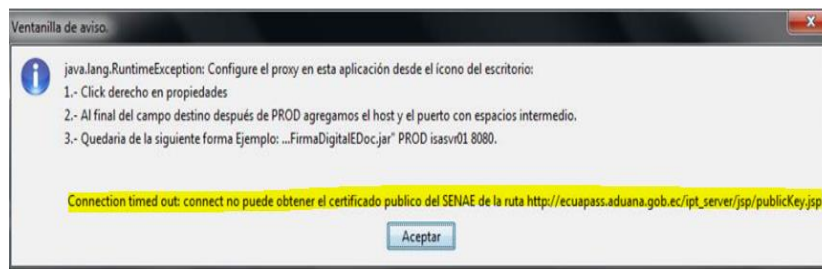 Ventanilla de aviso.
java.lang.RuntimeException: Configure el proxy en esta aplicación desde el ícono del escritorio:
1.- Click derecho en propiedades
2.- Al final del campo destino después de PROD agregamos el host y el puerto con espacios intermedio.
3.- Quedaria de la siguiente forma Ejemplo: ...FirmaDigitalEDoc.jar" PROD isasvr01 8080.
Connection timed out: connect no puede obtener el certificado publico del SENAE de la ruta http://ecuapass.aduana.gob.ec/ipt_server/jsp/publicKey.jsp
Aceptar